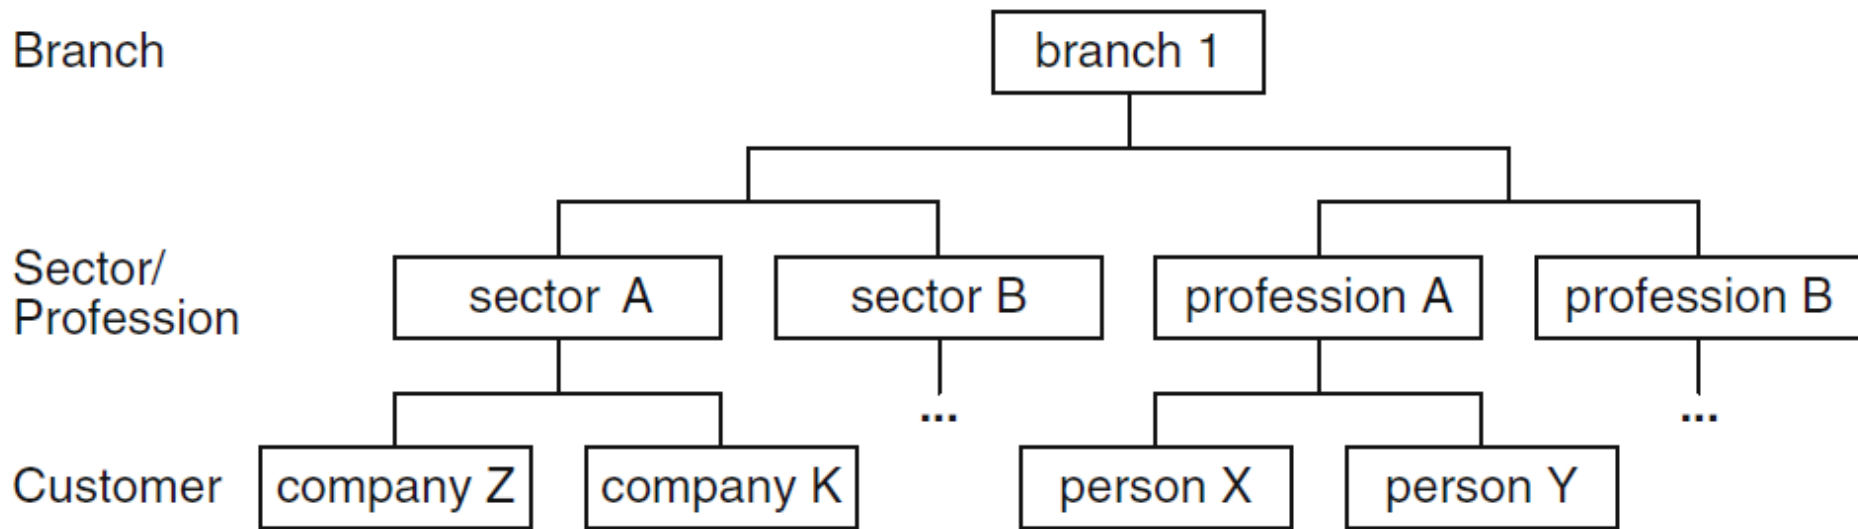 Branch
branch 1
Sector/
Profession
sector A
sector B
profession A
profession B
...
...
Customer
company Z
company K
person X
person Y